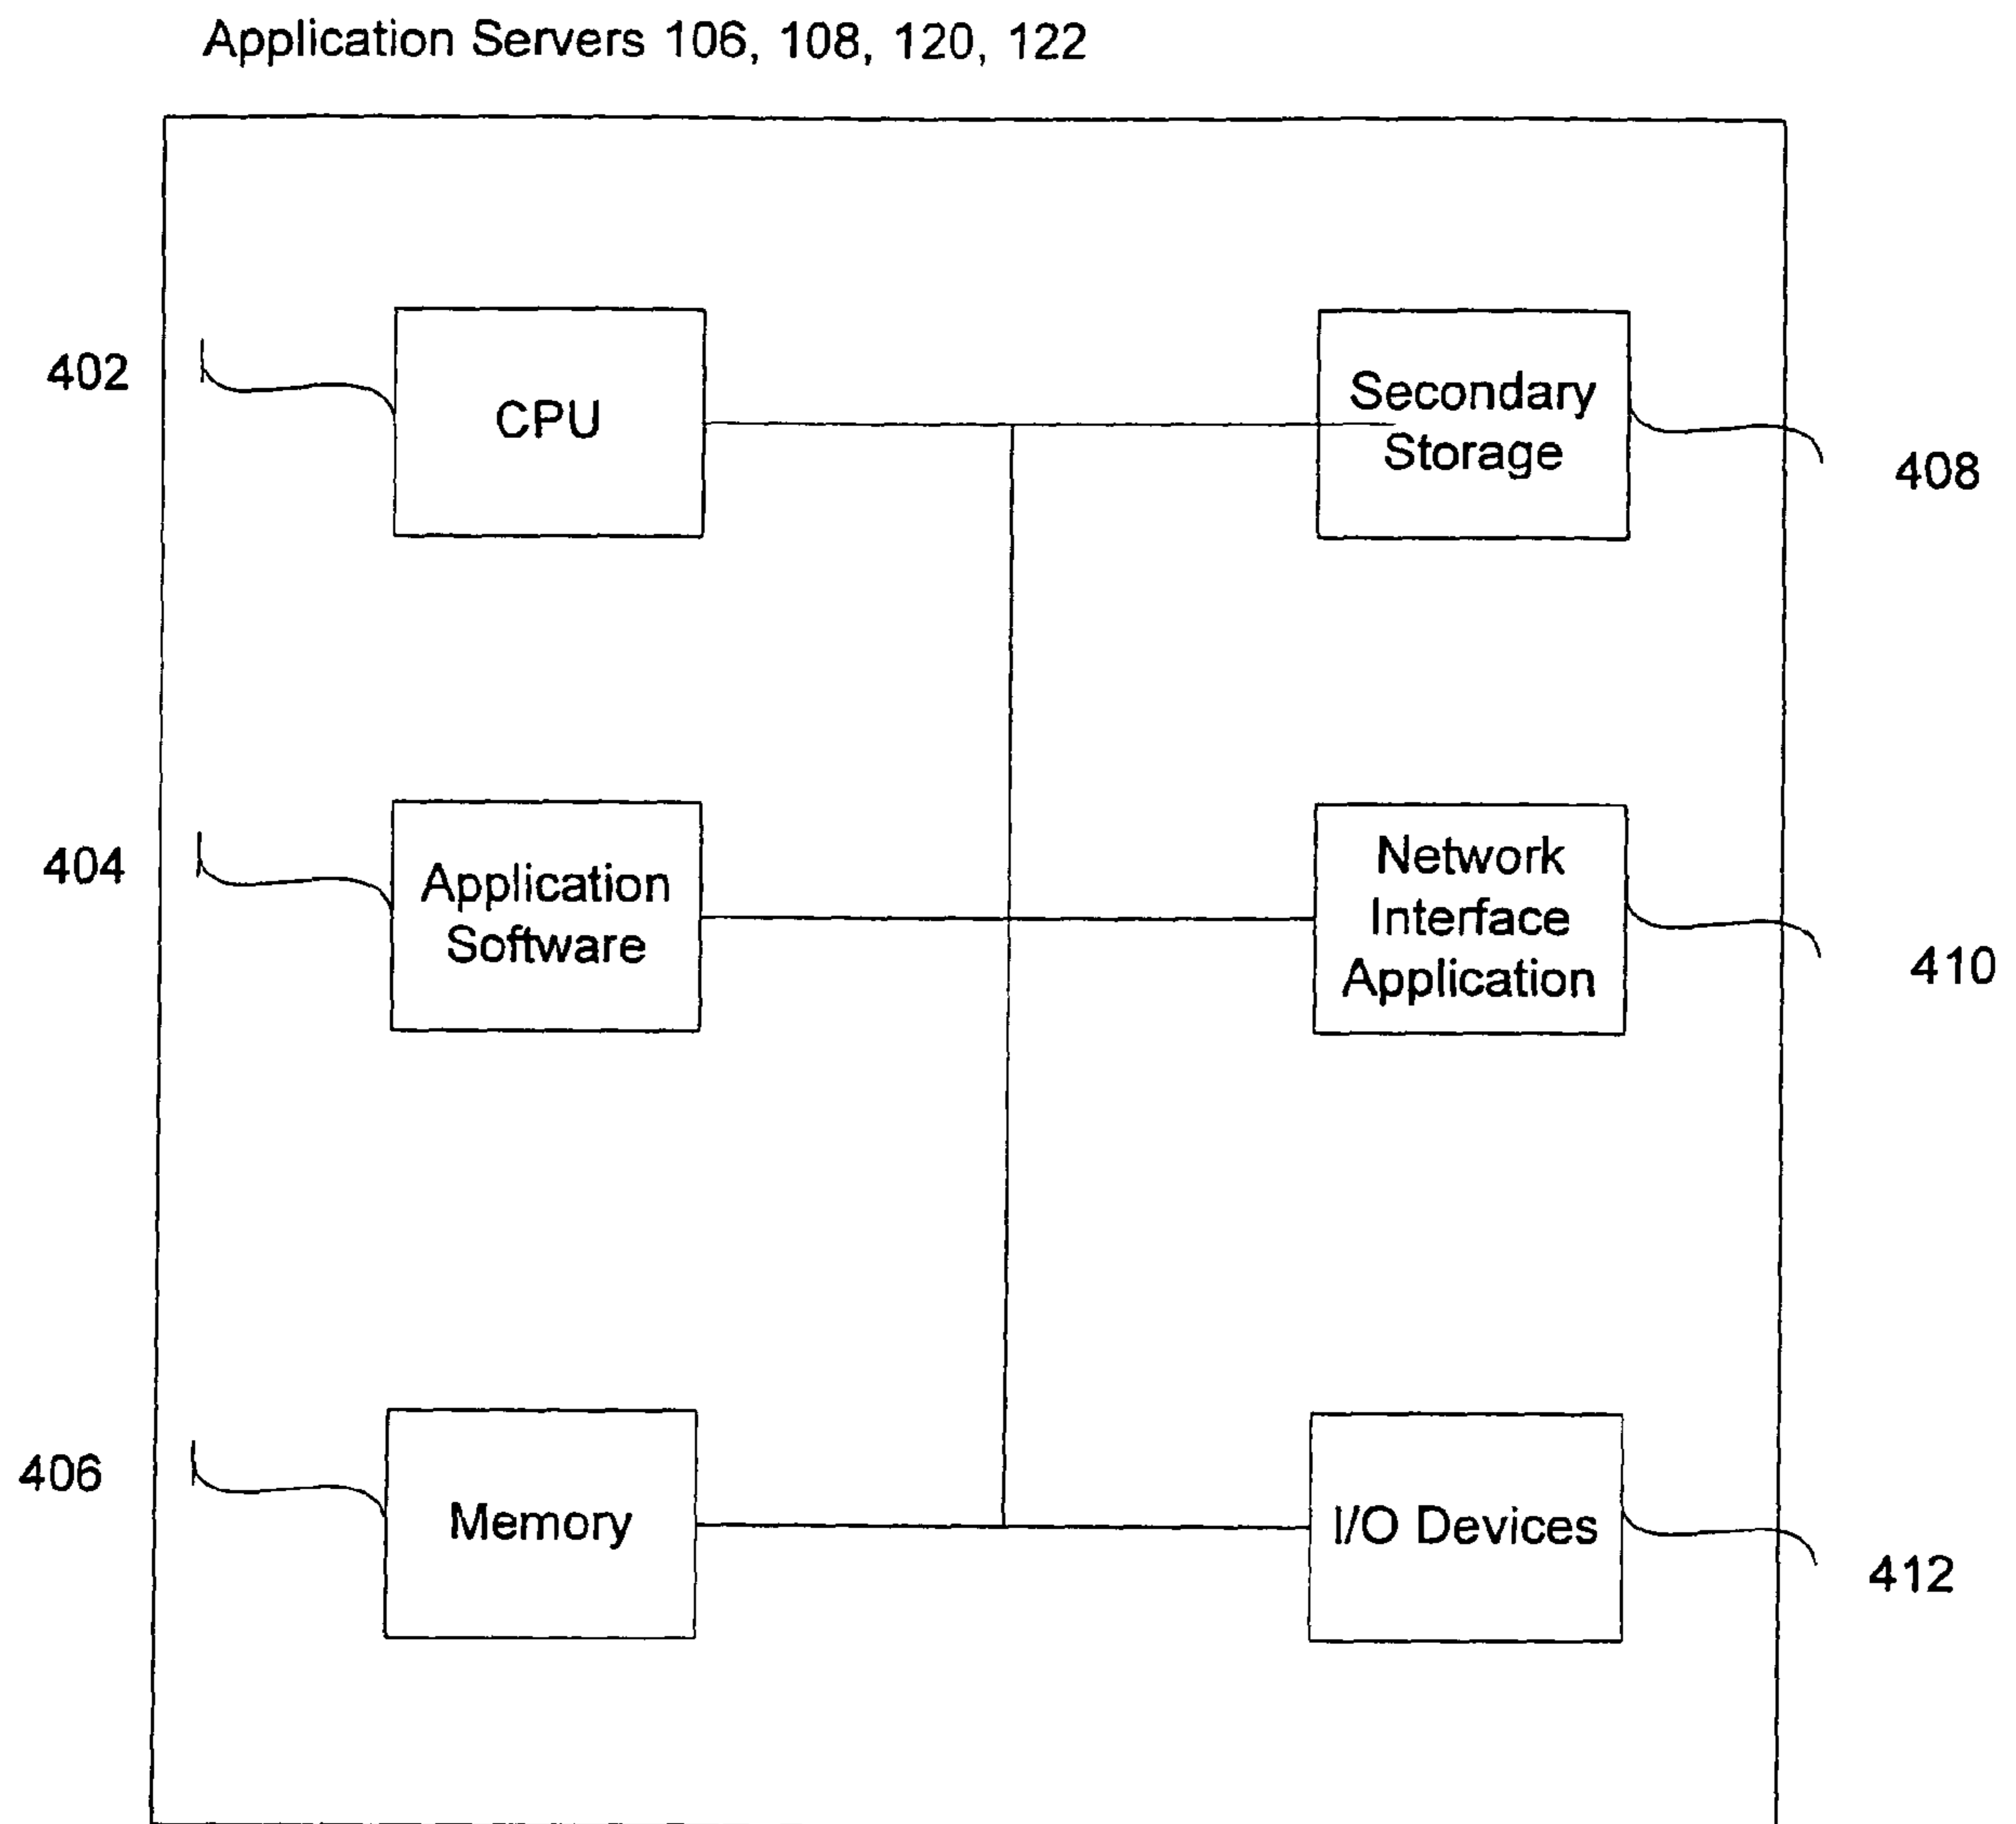 Application Servers 106, 108, 120, 122
402
CPU
Secondary
Storage
408
404
Application
Software
Network
Interface
Application
410
406
Memory
I/O Devices
412